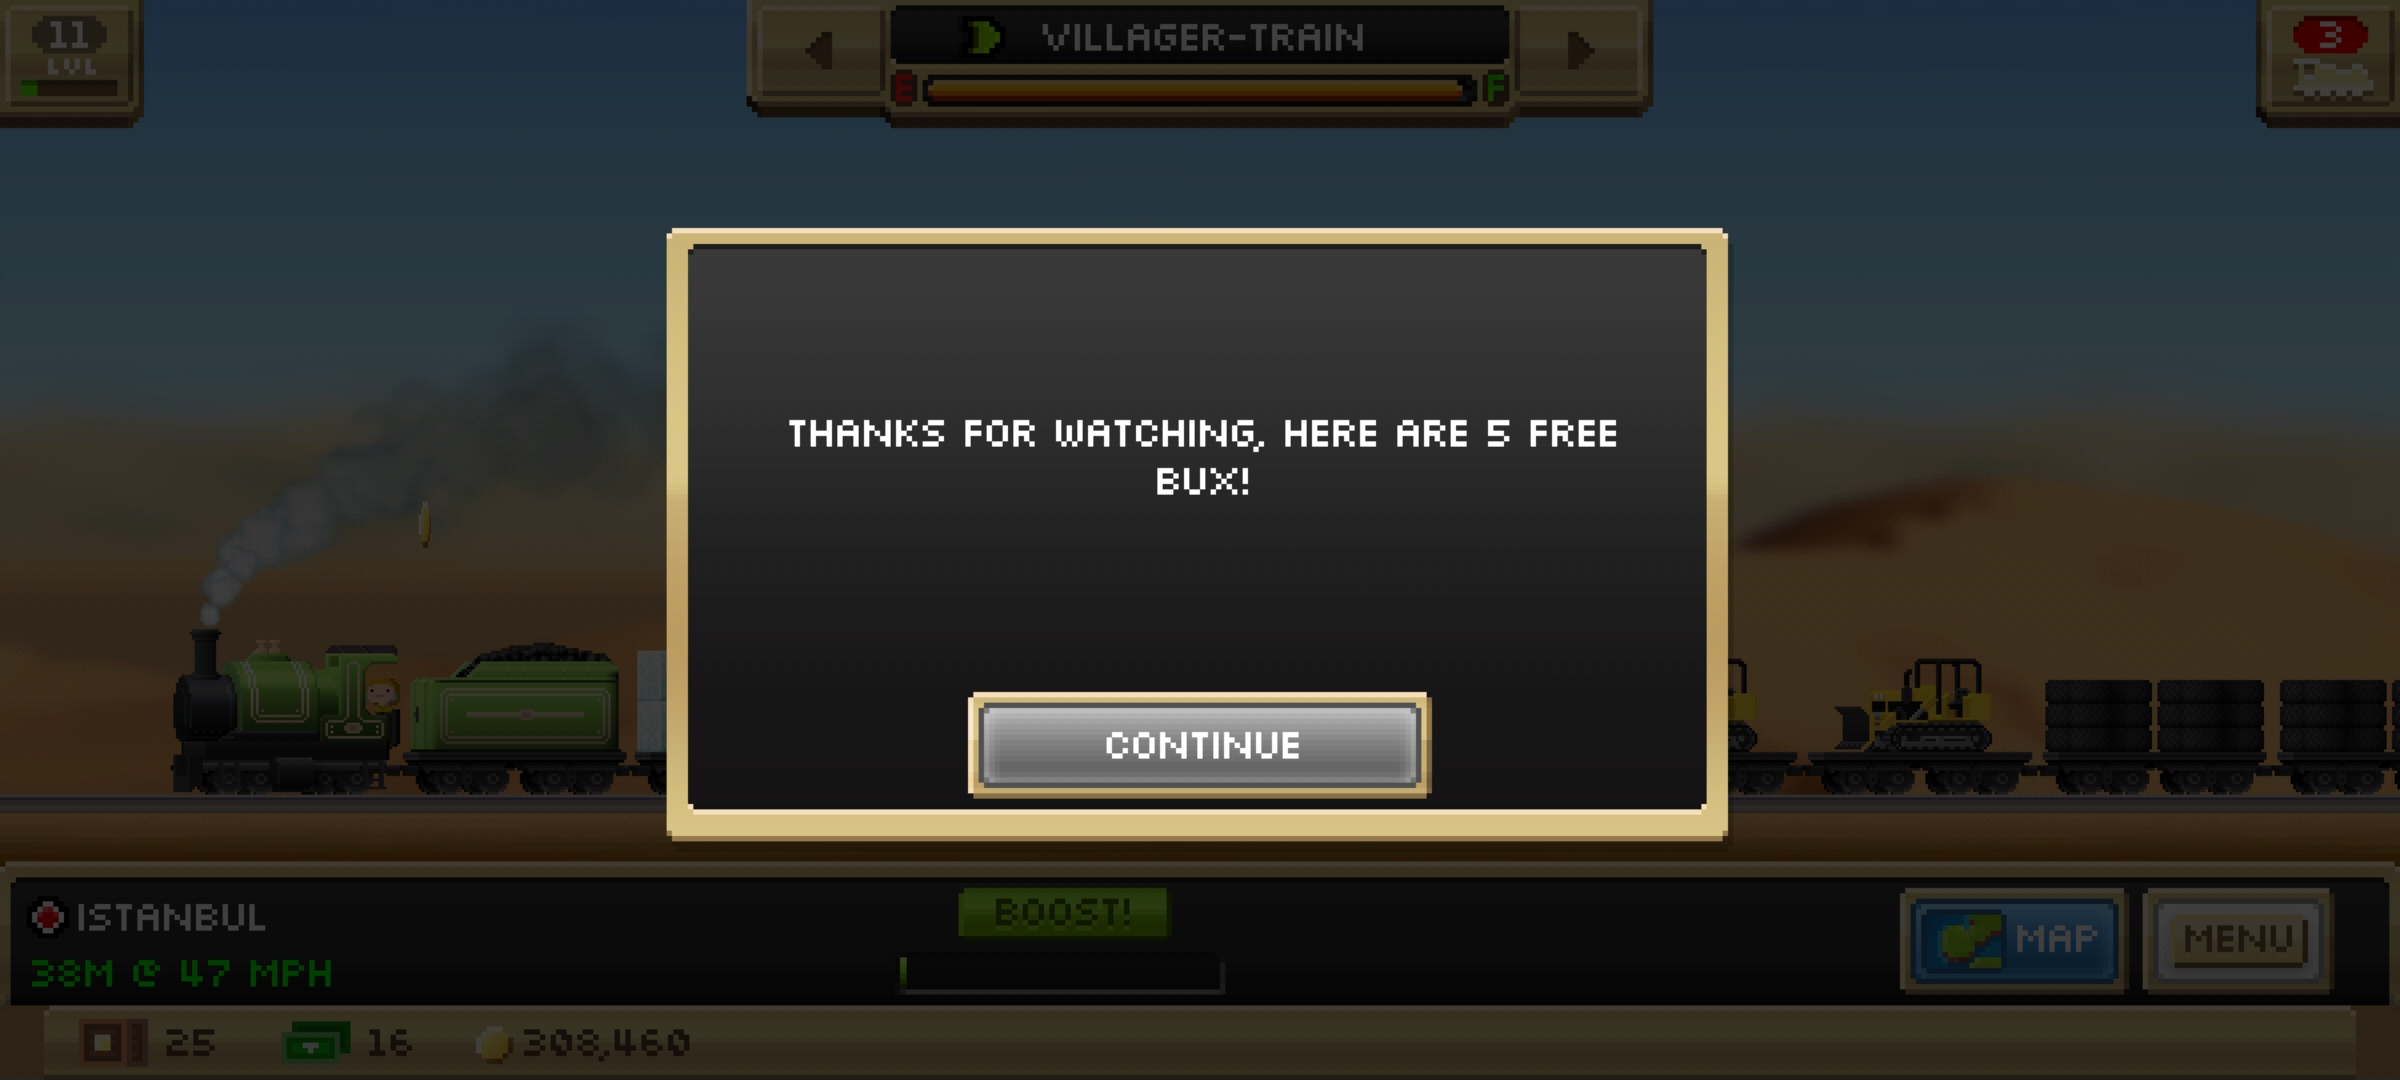 11
LVL
VILLAGER-TRAIN
E F
3
THANKS FOR WATCHING, HERE ARE 5 FREE
BUX!
CONTINUE
ISTANBUL
BOOST!
MAP
MENU
38M @ 47 MPH
25 16 308,460